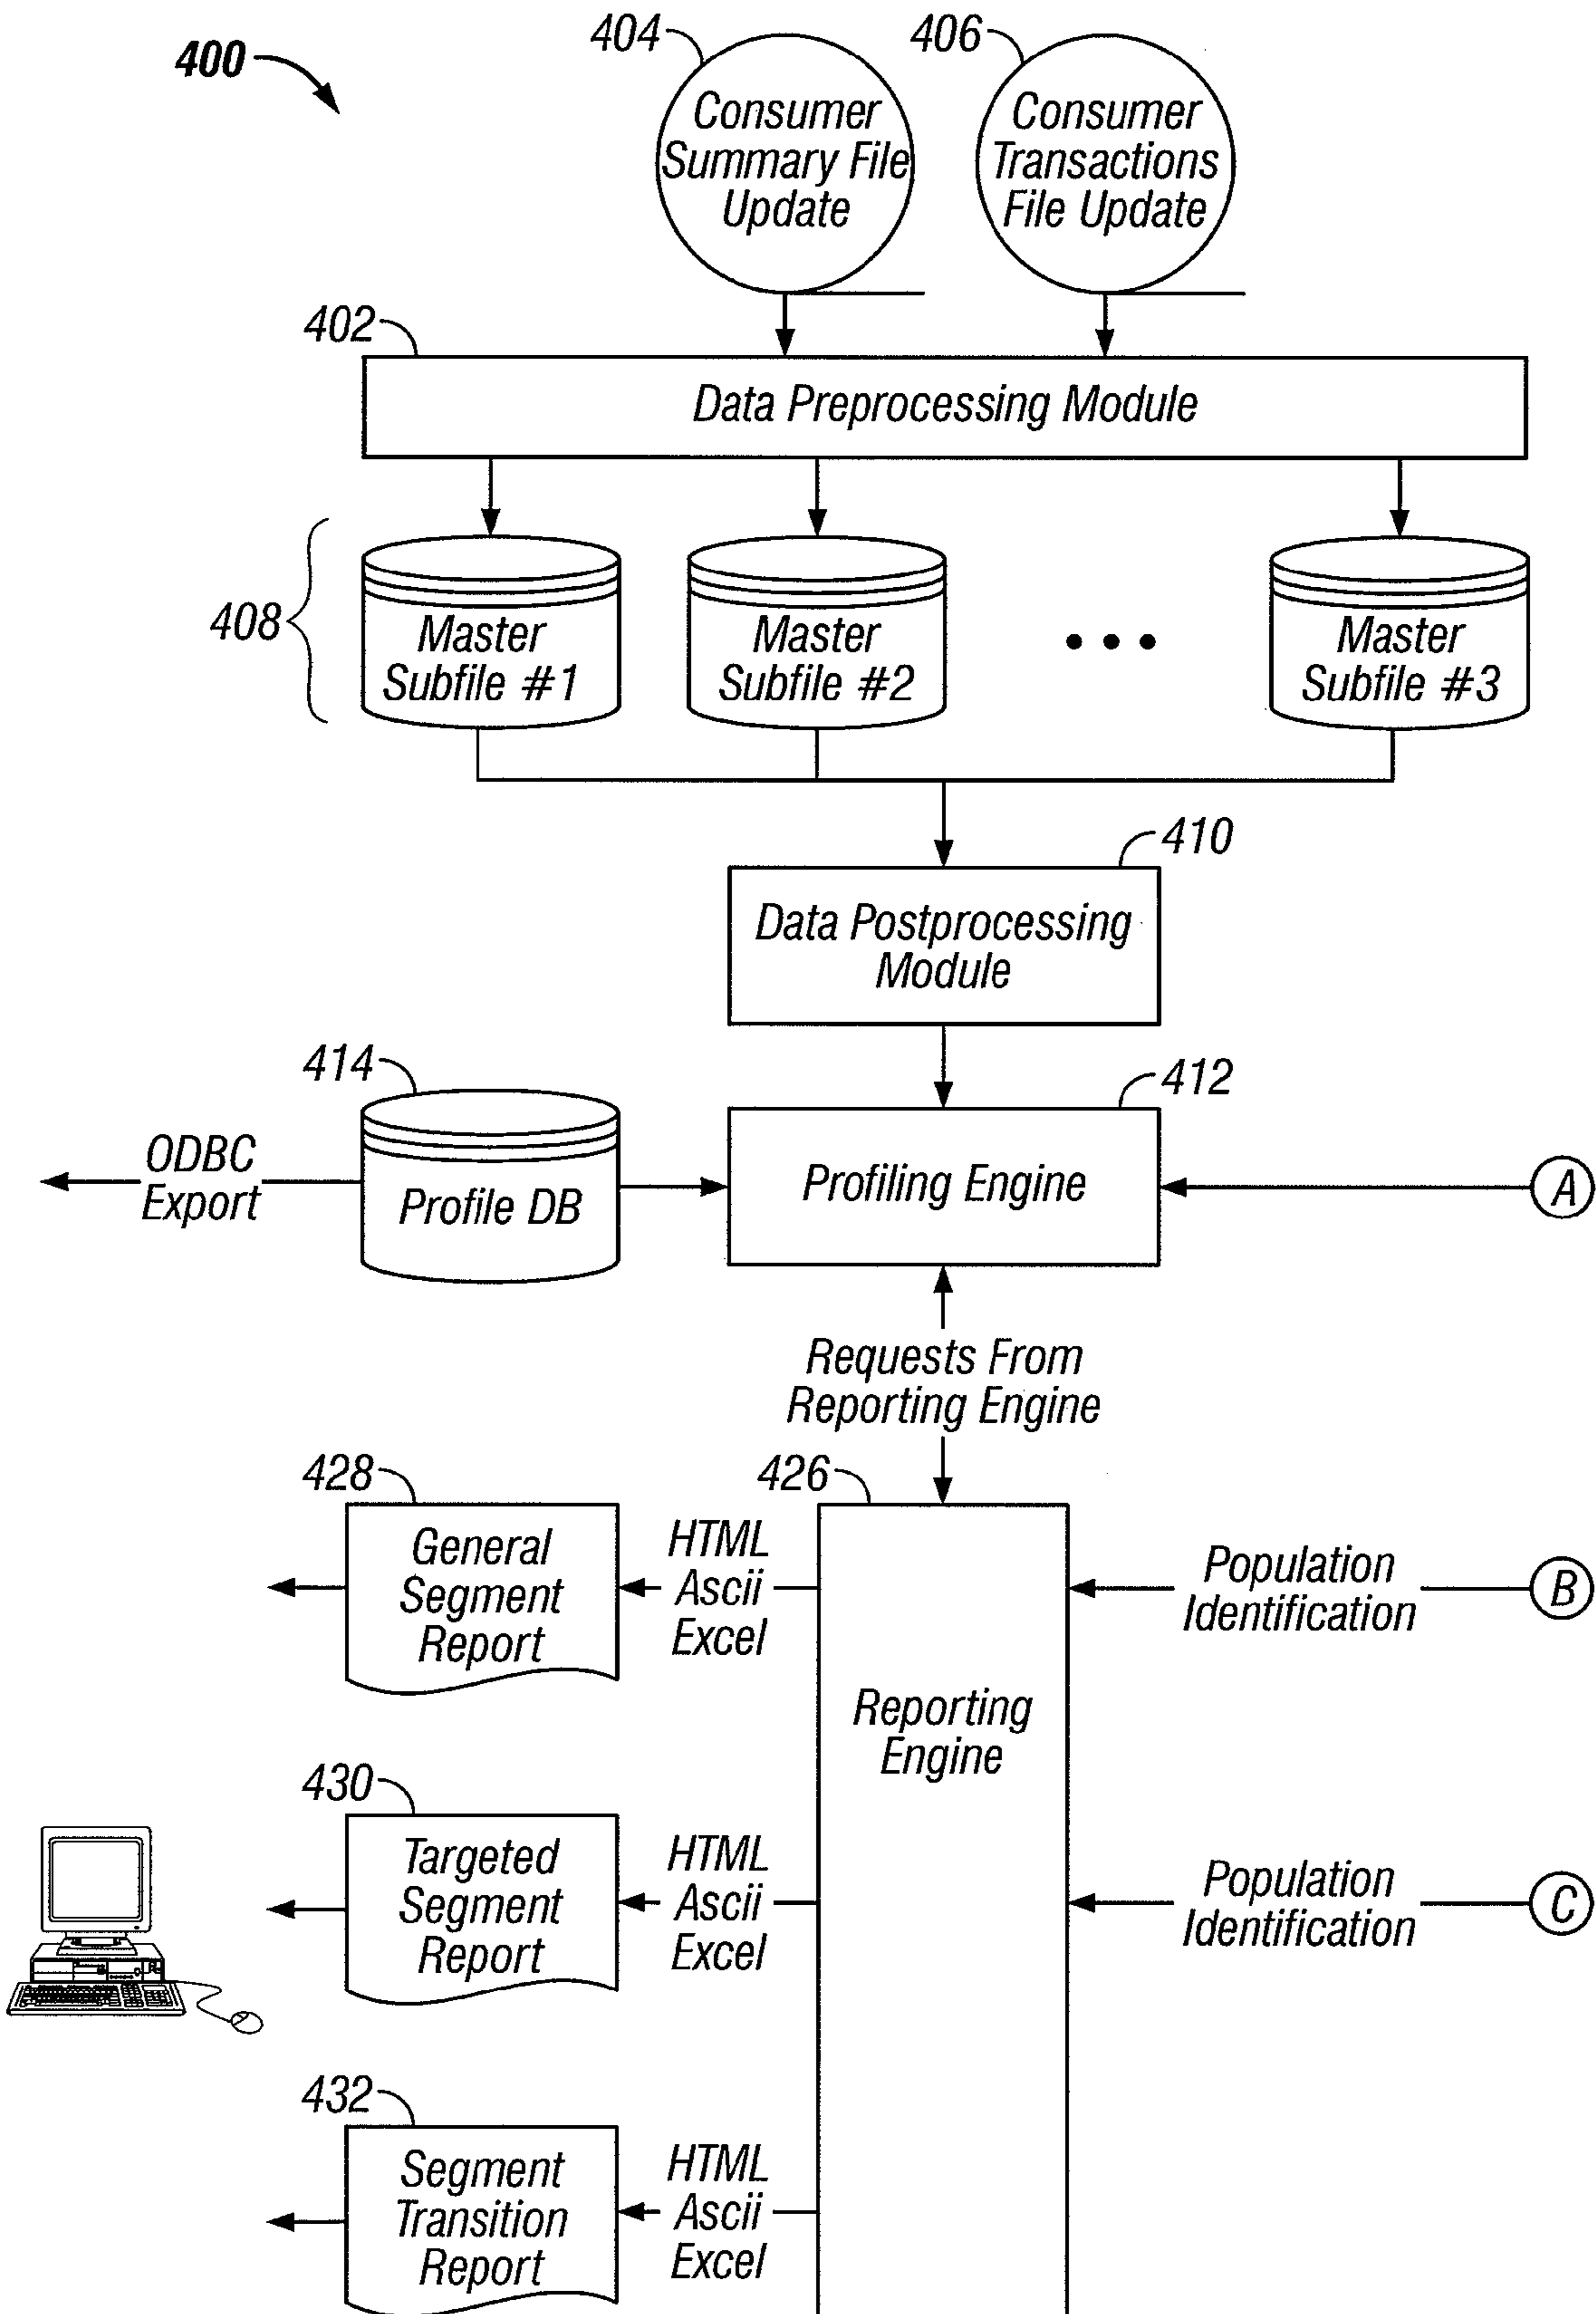 400
404
406
Consumer
Summary File
Update
Consumer
Transactions
File Update
402
Data Preprocessing Module
408
Master
Subfile #1
Master
Subfile #2
• • •
Master
Subfile #3
410
Data Postprocessing
Module
414
412
ODBC
Export
Profile DB
Profiling Engine
A
Requests From
Reporting Engine
428
426
General
Segment
Report
HTML
Ascii
Excel
Population
Identification
B
Reporting
Engine
430
Targeted
Segment
Report
HTML
Ascii
Excel
Population
Identification
C
432
Segment
Transition
Report
HTML
Ascii
Excel